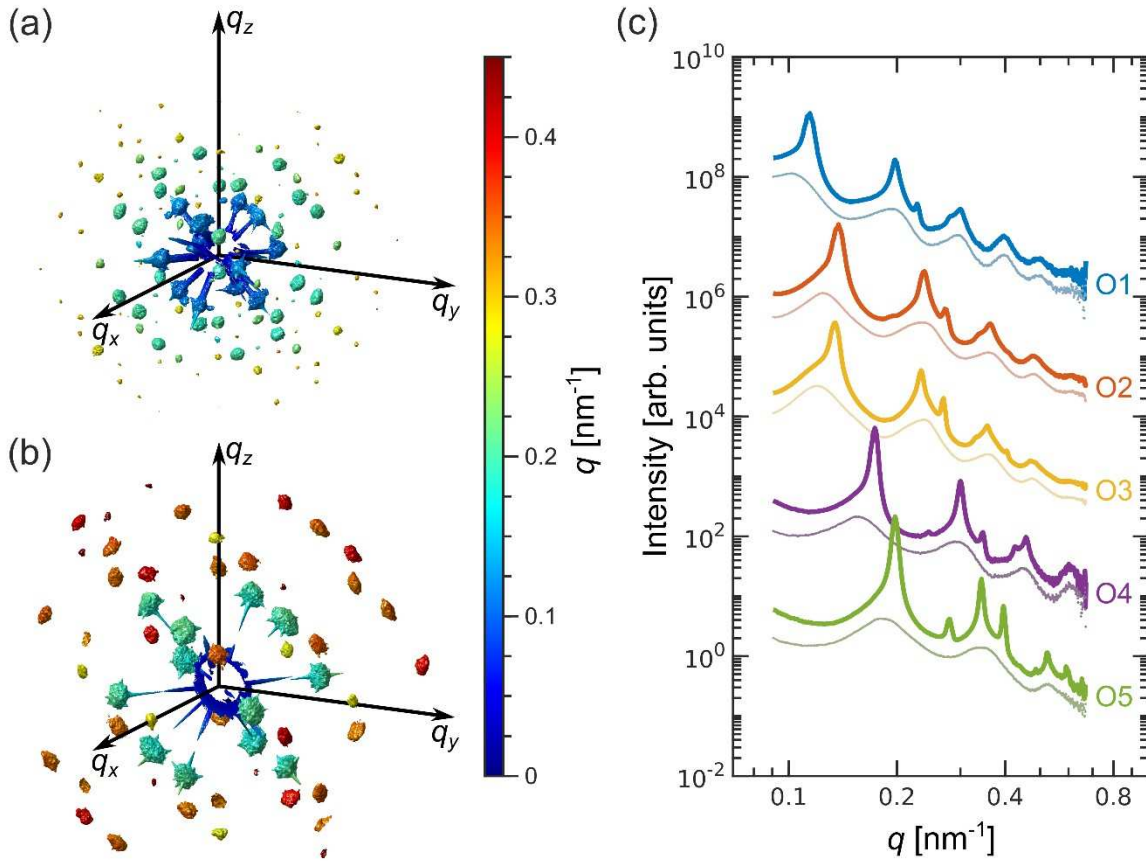 (a)
q_z
q_y
q_x
(b)
q_z
q_y
q_x
0.4
0.3
0.2
0.1
0
q [nm⁻¹]
(c)
Intensity [arb. units]
10¹⁰
10⁸
10⁶
10⁴
10²
10⁰
10⁻²
O1
O2
O3
O4
O5
0.1 0.2 0.4 0.8
q [nm⁻¹]